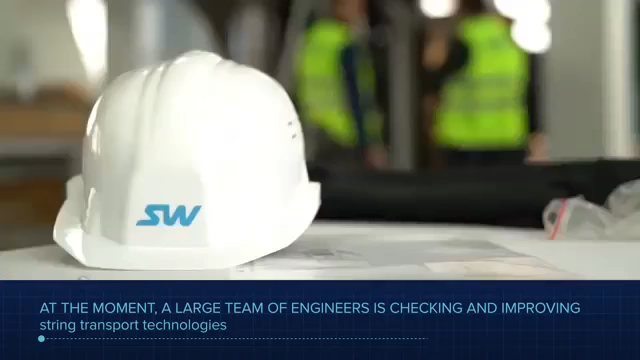 SW
AT THE MOMENT, A LARGE TEAM OF ENGINEERS IS CHECKING AND IMPROVING
string transport technologies